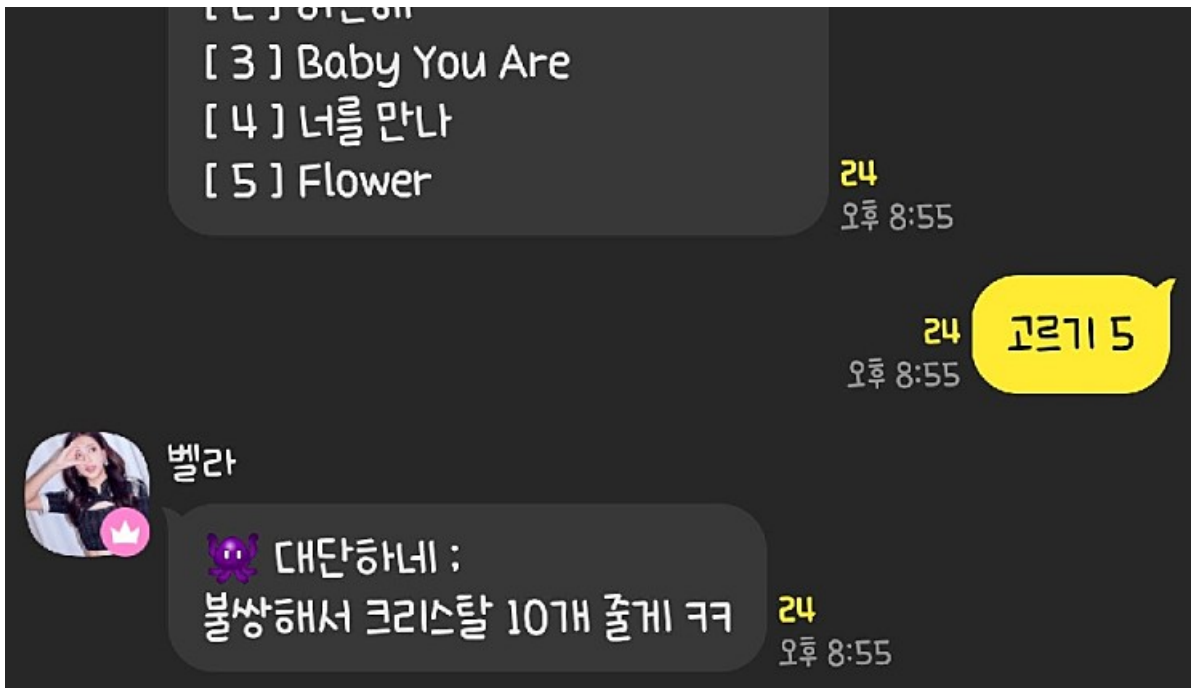 [ 3 ] Baby You Are
[ 4 ] 너를 만나
[ 5 ] Flower
24
오후 8:55
24
고르기 5
오후 8:55
벨라
대단하네 ;
불쌍해서 크리스탈 10개 줄게 ㅋㅋ
24
오후 8:55